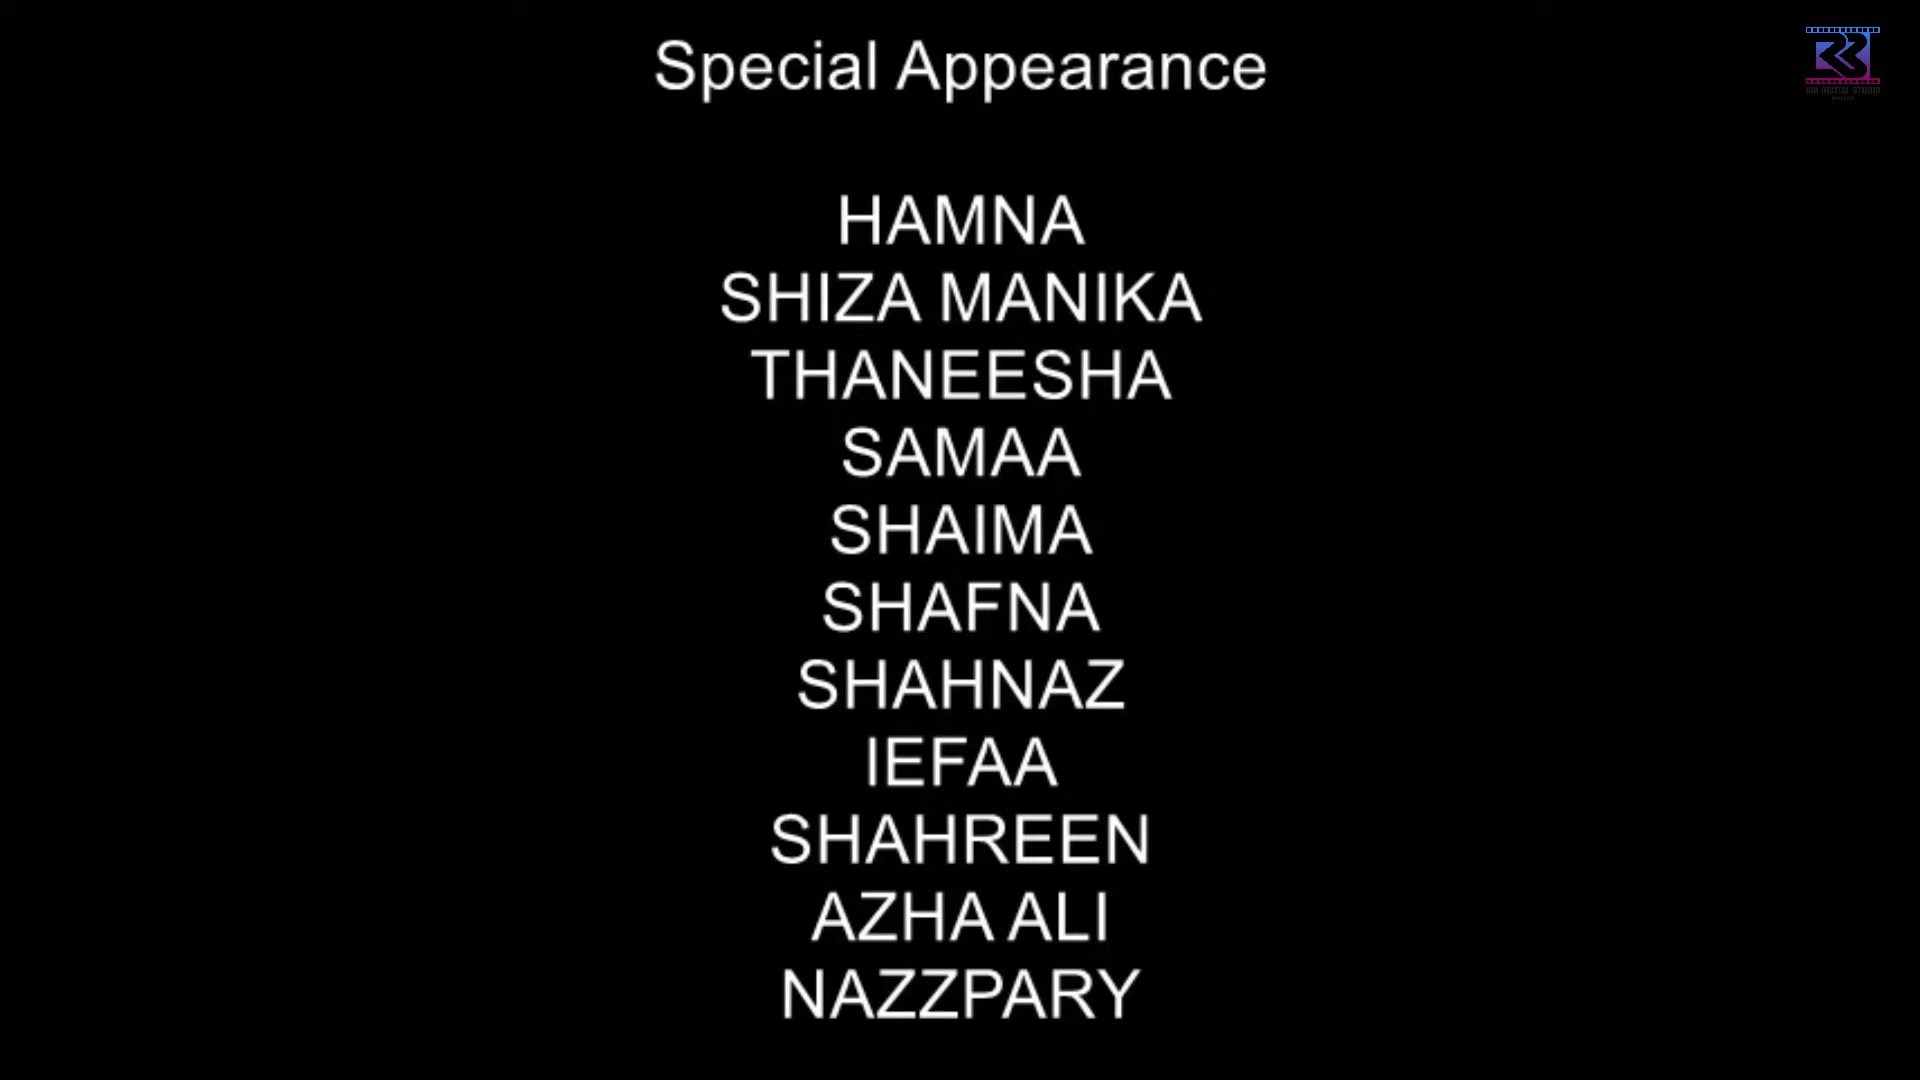 Special Appearance
HAMNA
SHIZA MANIKA
THANEESHA
SAMAA
SHAIMA
SHAFNA
SHAHNAZ
IEFAA
SHAHREEN
AZHA ALI
NAZZPARY